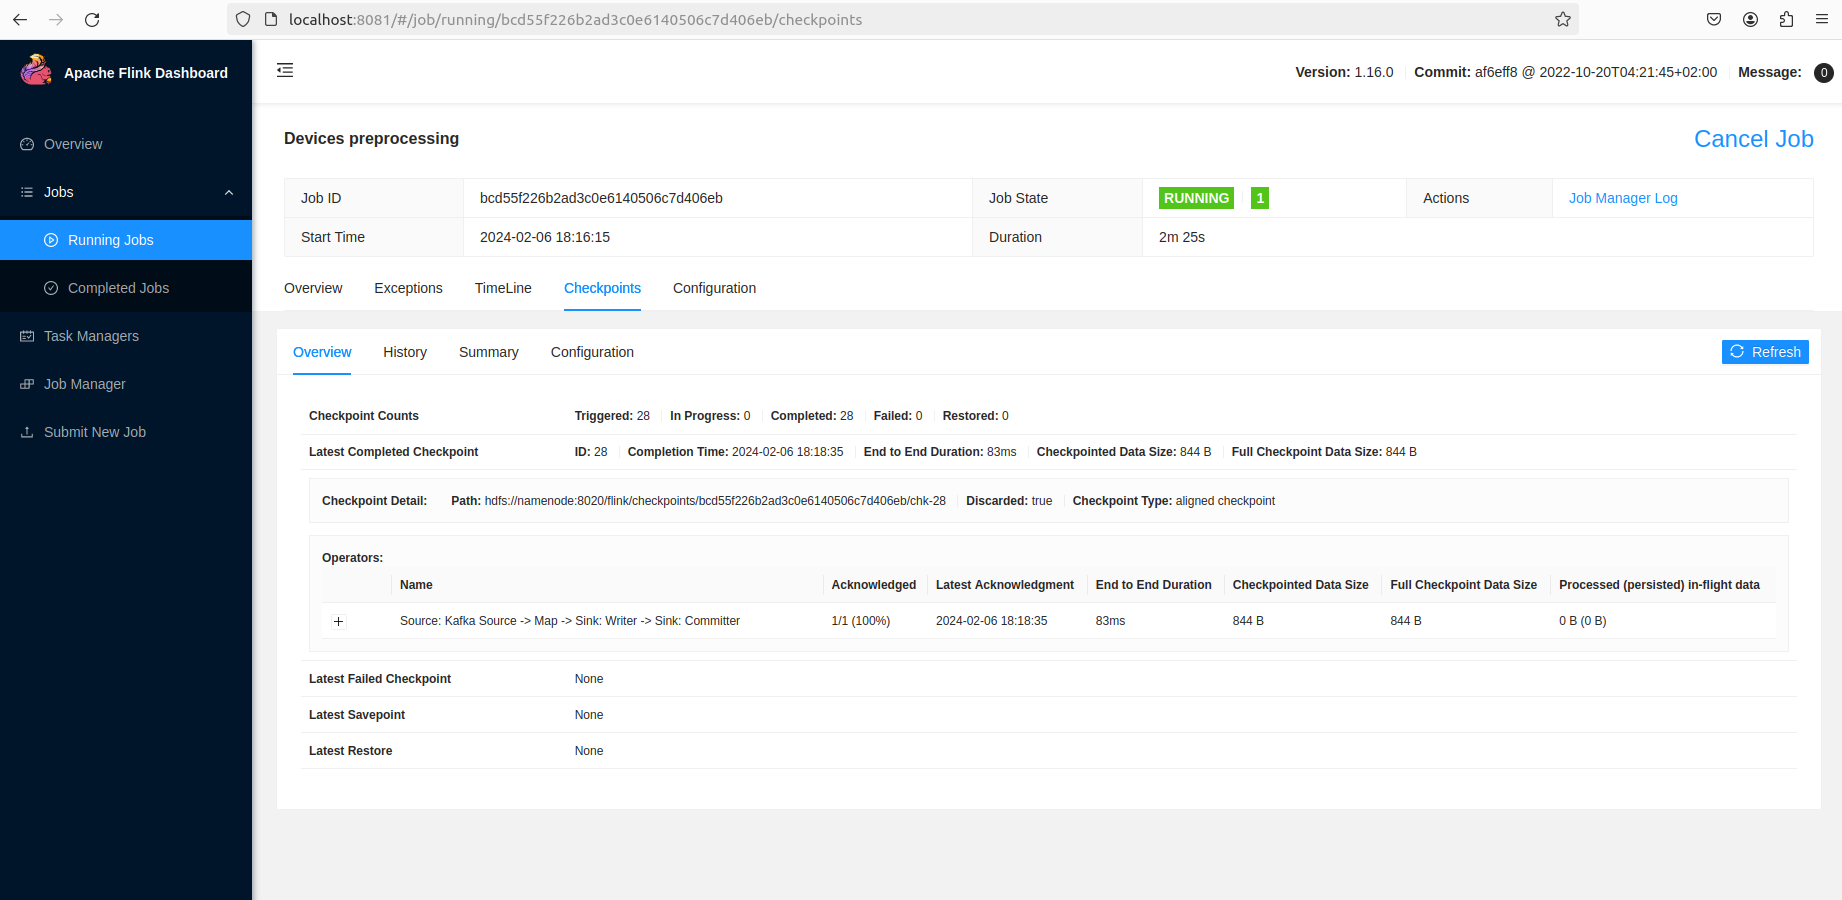 localhost:8081/#/job/running/bcd55f226b2ad3c0e6140506c7d406eb/checkpoints
Apache Flink Dashboard
Version: 1.16.0 Commit: af6eff8 @ 2022-10-20T04:21:45+02:00 Message: 0
Overview
Jobs
Running Jobs
Completed Jobs
Task Managers
Job Manager
Submit New Job
Devices preprocessing
Cancel Job
Job ID bcd55f226b2ad3c0e6140506c7d406eb Job State RUNNING 1 Actions Job Manager Log
Start Time 2024-02-06 18:16:15 Duration 2m 25s
Overview Exceptions TimeLine Checkpoints Configuration
Overview History Summary Configuration Refresh
Checkpoint Counts Triggered: 28 In Progress: 0 Completed: 28 Failed: 0 Restored: 0
Latest Completed Checkpoint ID: 28 Completion Time: 2024-02-06 18:18:35 End to End Duration: 83ms Checkpointed Data Size: 844 B Full Checkpoint Data Size: 844 B
Checkpoint Detail: Path: hdfs://namenode:8020/flink/checkpoints/bcd55f226b2ad3c0e6140506c7d406eb/chk-28 Discarded: true Checkpoint Type: aligned checkpoint
Operators:
Name Acknowledged Latest Acknowledgment End to End Duration Checkpointed Data Size Full Checkpoint Data Size Processed (persisted) in-flight data
Source: Kafka Source -> Map -> Sink: Writer -> Sink: Committer 1/1 (100%) 2024-02-06 18:18:35 83ms 844 B 844 B 0 B (0 B)
Latest Failed Checkpoint None
Latest Savepoint None
Latest Restore None